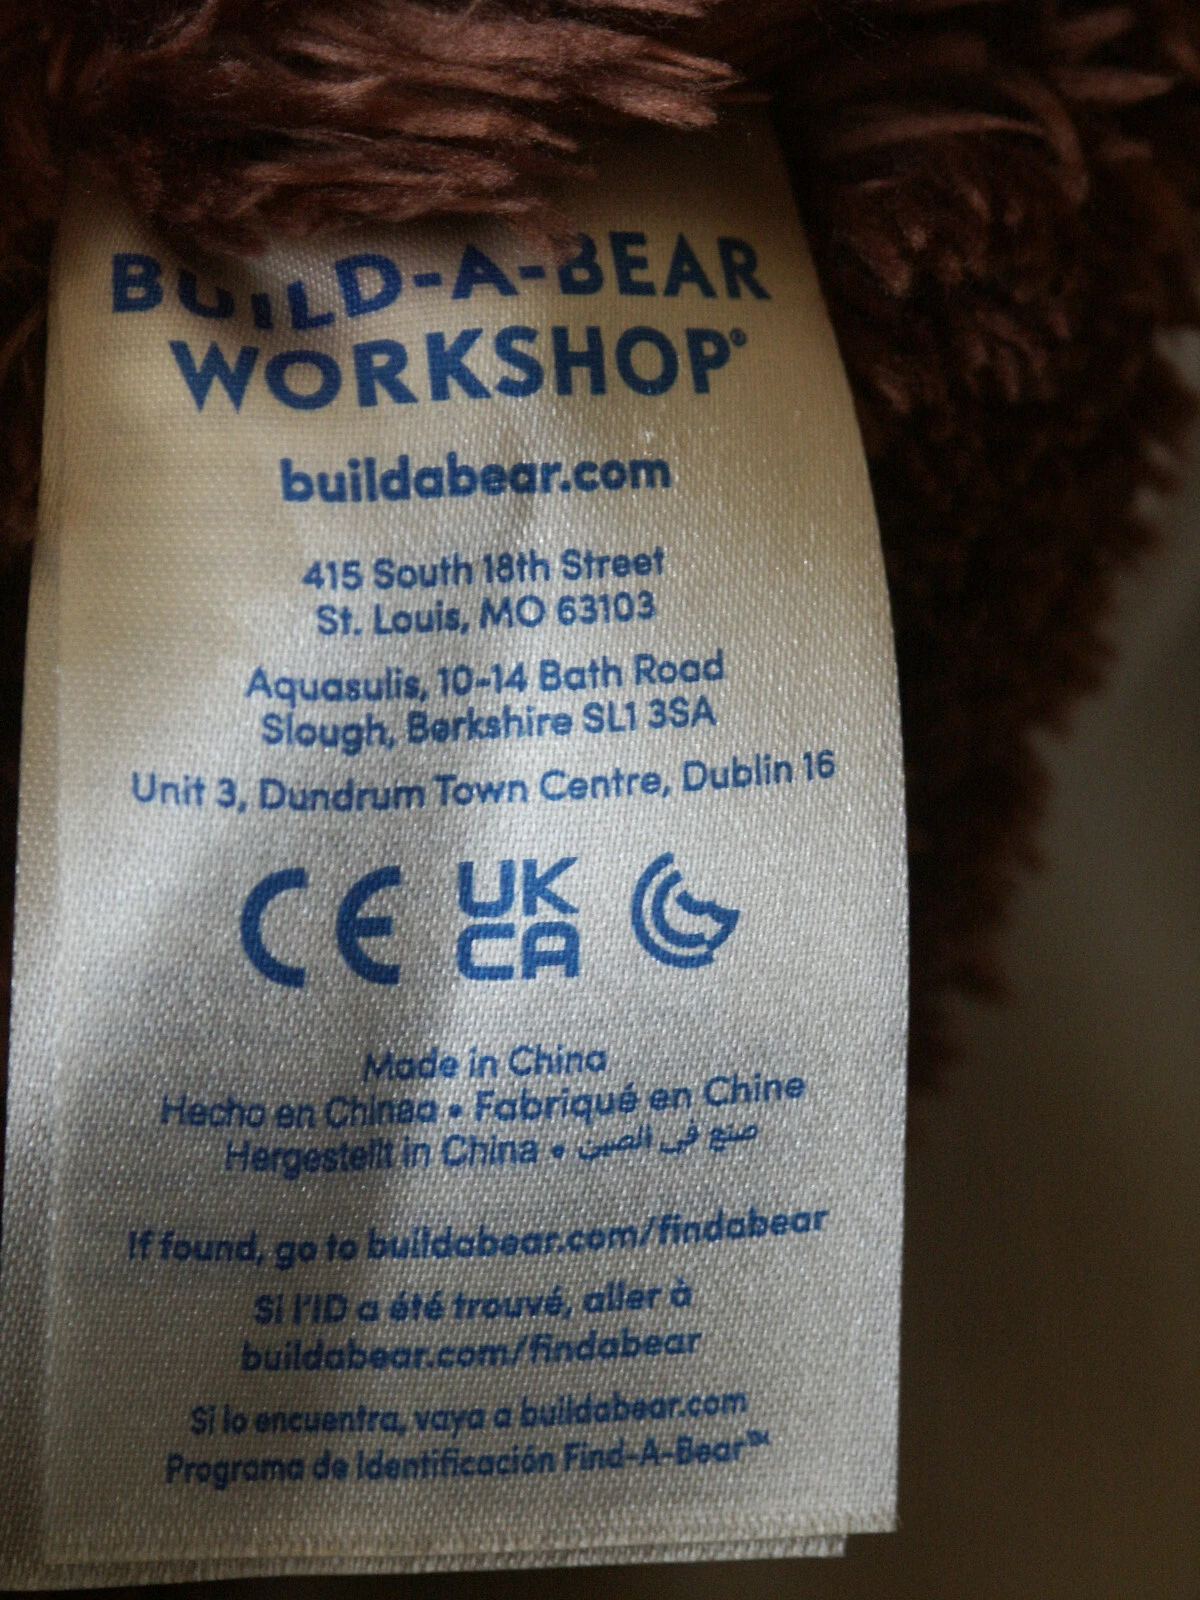 BUILD-A-BEAR
WORKSHOP®
buildabear.com
415 South 18th Street
St. Louis, MO 63103
Aquasulis, 10-14 Bath Road
Slough, Berkshire SL1 3SA
Unit 3, Dundrum Town Centre, Dublin 16
CE UK CA
Made in China
Hecho en Chinaa • Fabriqué en Chine
Hergestellt in China • صنع في الصين
If found, go to buildabear.com/findabear
Si l'ID a été trouvé, aller à
buildabear.com/findabear
Si lo encuentra, vaya a buildabear.com
Programa de Identificación Find-A-Bear™